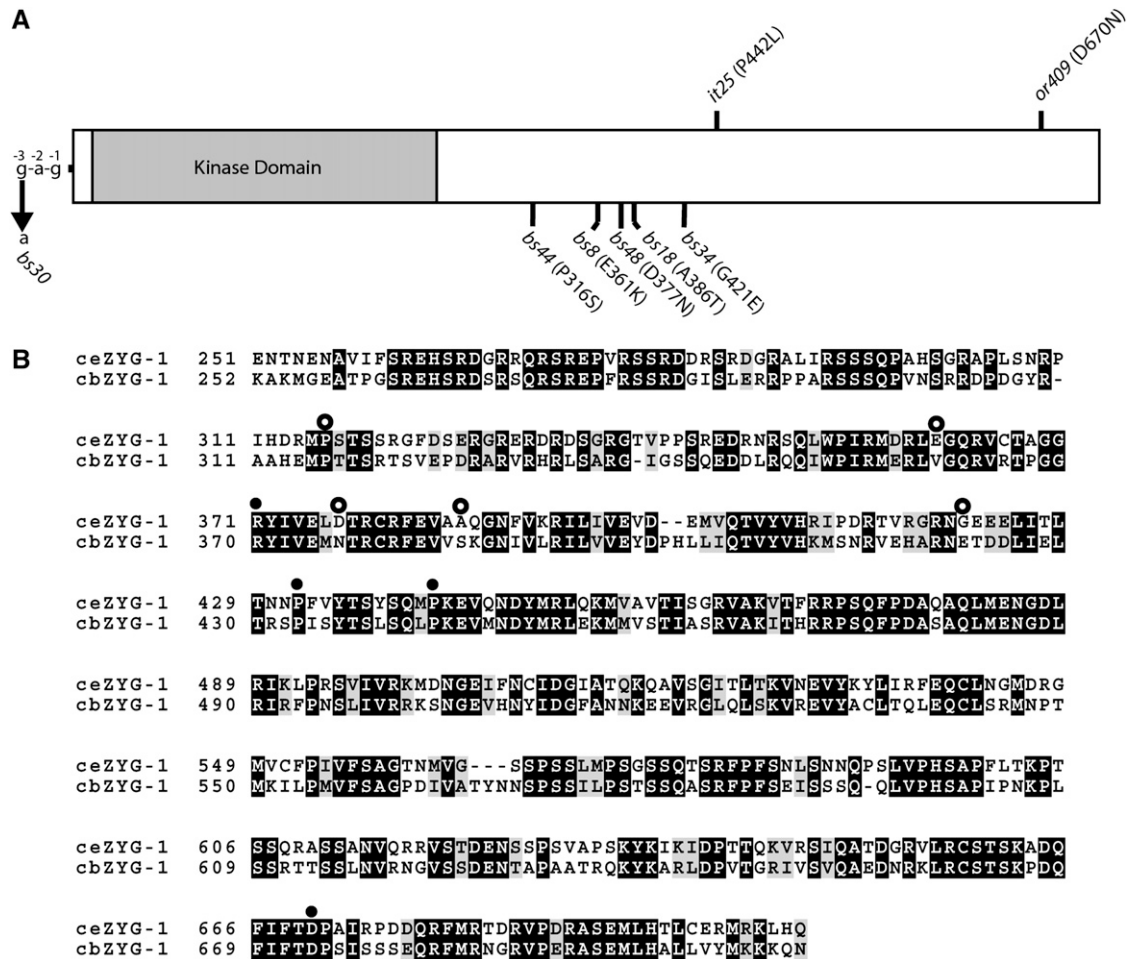 A
it25 (P442L)
or409 (D670N)
-3 -2 -1
g-a-g
Kinase Domain
a
bs30
bs44 (P316S)
bs8 (E361K)
bs48 (D377N)
bs18 (A386T)
bs34 (G421E)
B
ceZYG-1 251 ENTNENAVIFSREHSRDGRRQRSREPVRSSRDDRSRDGRALIRSSSQPAHSGRAPLSNRP
cbZYG-1 252 KAKMGEATPGSREHSRDSRSQRSREPFRSSRDGISLERRPPARSSSQPVNSRRDPDGYR-
ceZYG-1 311 IHDRMPSTSSRGFDSERGRERDRDSGRGTVPPSREDRNRSQLWPIRMDRLEGQRVCTAGG
cbZYG-1 311 AAHEMPTTSRTSVEPDRARVRHRLSARG-IGSSQEDDLRQQIWPIRMERLVGQRVRTPGG
ceZYG-1 371 RYIVELDTRCRFEVAAQGNFVKRILIVEVD--EMVQTVYVHRIPDRTVRGRNGEEELITL
cbZYG-1 370 RYIVEMNTRCRFEVVSKGNIVLRILVVEYDPHLLIQTVYVHKMSNRVEHARNETDDLIEL
ceZYG-1 429 TNNPFVYTSYSQMPKEVQNDYMRLQKMVAVTISGRVAKVTFRRPSQFPDAQAQLMENGDL
cbZYG-1 430 TRSPISYTSLSQLPKEVMNDYMRLEKMMVSTIASRVAKITHRRPSQFPDASAQLMENGDL
ceZYG-1 489 RIKLPRSVIVRKMDNGEIFNCIDGIATQKQAVSGITLTKVNEVYKYLIRFEQCLNGMDRG
cbZYG-1 490 RIRFPNSLIVRRKSNGEVHNYIDGFANNKEEVRGLQLSKVREVYACLTQLEQCLSRMNPT
ceZYG-1 549 MVCFPIVFSAGTNMVG---SSPSSLMPSGSSQTSRFPFSNLSNNQPSLVPHSAPFLTKPT
cbZYG-1 550 MKILPMVFSAGPDIVATYNNSPSSILPSTSSQASRFPFSEISSSQ-QLVPHSAPIPNKPL
ceZYG-1 606 SSQRASSANVQRRVSTDENSSPSVAPSKYKIKIDPTTQKVRSIQATDGRVLRCSTSKADQ
cbZYG-1 609 SSRTTSSLNVRNGVSSDENTAPAATRQKYKARLDPVTGRIVSVQAEDNRKLRCSTSKPDQ
ceZYG-1 666 FIFTDPAIRPDDQRFMRTDRVPDRASEMLHTLCERMRKLHQ
cbZYG-1 669 FIFTDPSISSSEQRFMRNGRVPERASEMLHALLVYMKKKQN